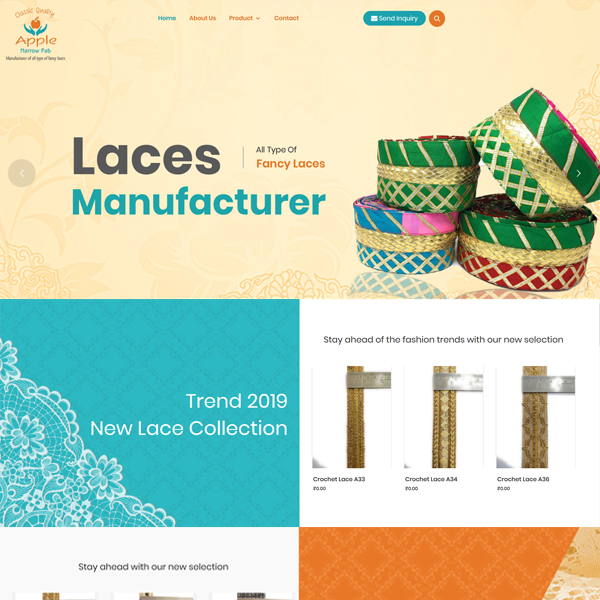 Classic Quality
Apple
Narrow Fab
Manufacturer of all type of fancy laces
Home
About Us
Product
Contact
Send Inquiry
Laces
Manufacturer
All Type Of
Fancy Laces
Trend 2019
New Lace Collection
Stay ahead of the fashion trends with our new selection
Crochet Lace A33
₹0.00
Crochet Lace A34
₹0.00
Crochet Lace A36
₹0.00
Stay ahead with our new selection